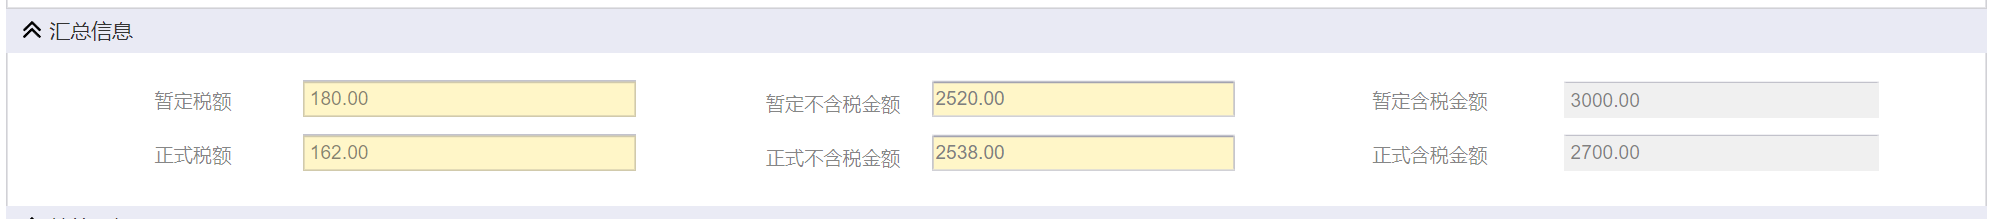 汇总信息
暂定税额 180.00 暂定不含税金额 2520.00 暂定含税金额 3000.00
正式税额 162.00 正式不含税金额 2538.00 正式含税金额 2700.00